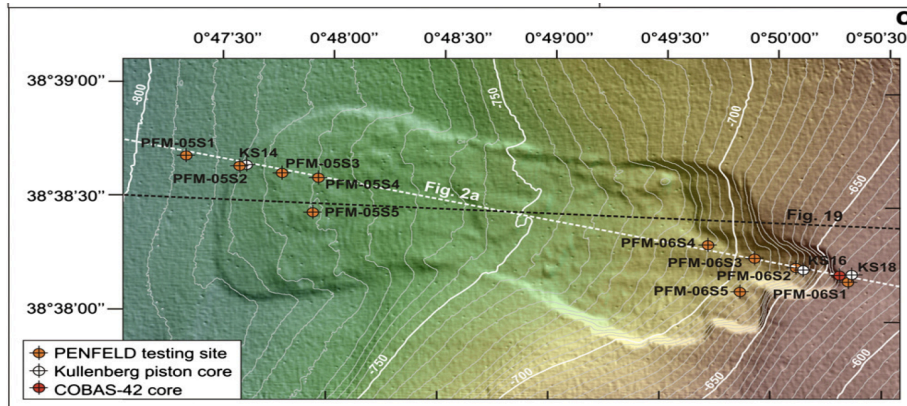 C
0°47'30'' 0°48'00'' 0°48'30'' 0°49'00'' 0°49'30'' 0°50'00'' 0°50'30''
38°39'00''
38°38'30''
38°38'00''
-800
-750
-700
-650
PFM-05S1
KS14
PFM-05S2
PFM-05S3
PFM-05S4
PFM-05S5
Fig. 2a
Fig. 19
PFM-06S4
PFM-06S3
PFM-06S2
KS16
KS18
PFM-06S5
PFM-06S1
-750
-700
-650
-600
PENFELD testing site
Kullenberg piston core
COBAS-42 core